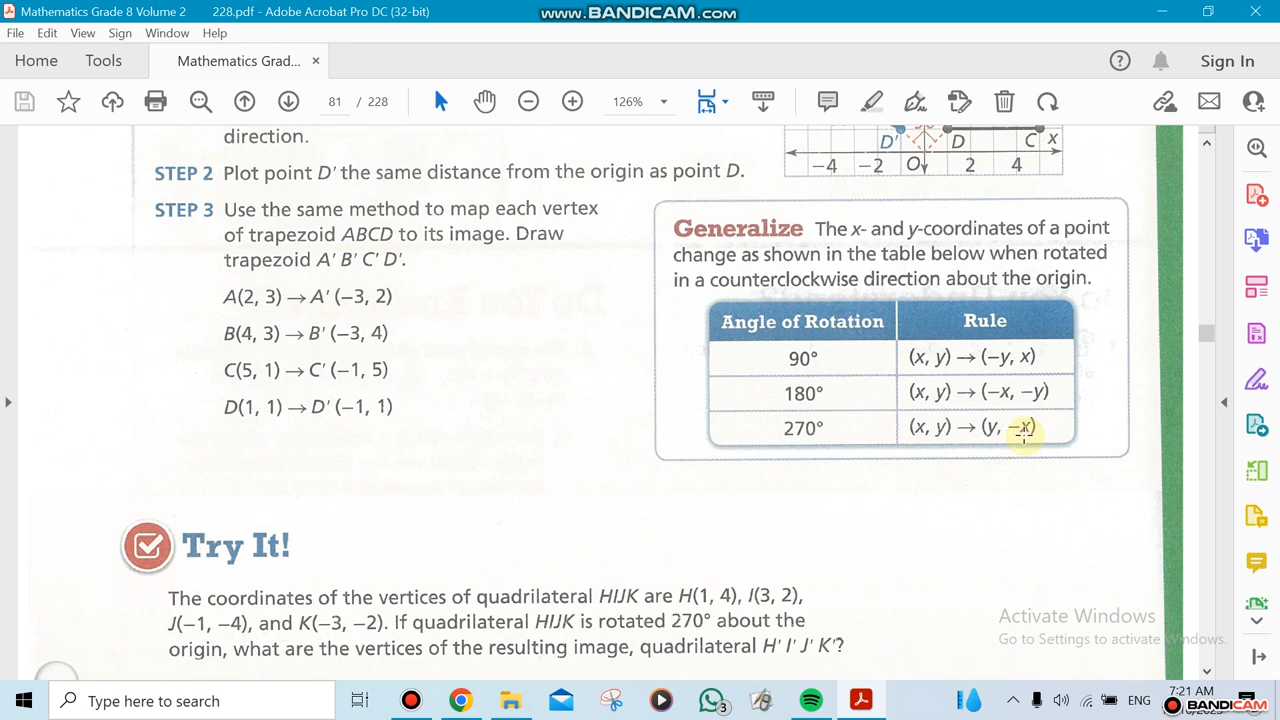 Mathematics Grade 8 Volume 2 228.pdf - Adobe Acrobat Pro DC (32-bit)
www.BANDICAM.com
File Edit View Sign Window Help
Home Tools Mathematics Grad... × Sign In
81 / 228 126%
direction.
STEP 2 Plot point D′ the same distance from the origin as point D.
STEP 3 Use the same method to map each vertex
of trapezoid ABCD to its image. Draw
trapezoid A′ B′ C′ D′.
A(2, 3) → A′ (−3, 2)
B(4, 3) → B′ (−3, 4)
C(5, 1) → C′ (−1, 5)
D(1, 1) → D′ (−1, 1)
D′ D C x
−4 −2 O 2 4
Generalize The x- and y-coordinates of a point
change as shown in the table below when rotated
in a counterclockwise direction about the origin.
Angle of Rotation Rule
90° (x, y) → (−y, x)
180° (x, y) → (−x, −y)
270° (x, y) → (y, −x)
Try It!
The coordinates of the vertices of quadrilateral HIJK are H(1, 4), I(3, 2),
J(−1, −4), and K(−3, −2). If quadrilateral HIJK is rotated 270° about the
origin, what are the vertices of the resulting image, quadrilateral H′ I′ J′ K′?
Activate Windows
Go to Settings to activate Windows.
Type here to search
3
ENG
7:21 AM
BANDICAM